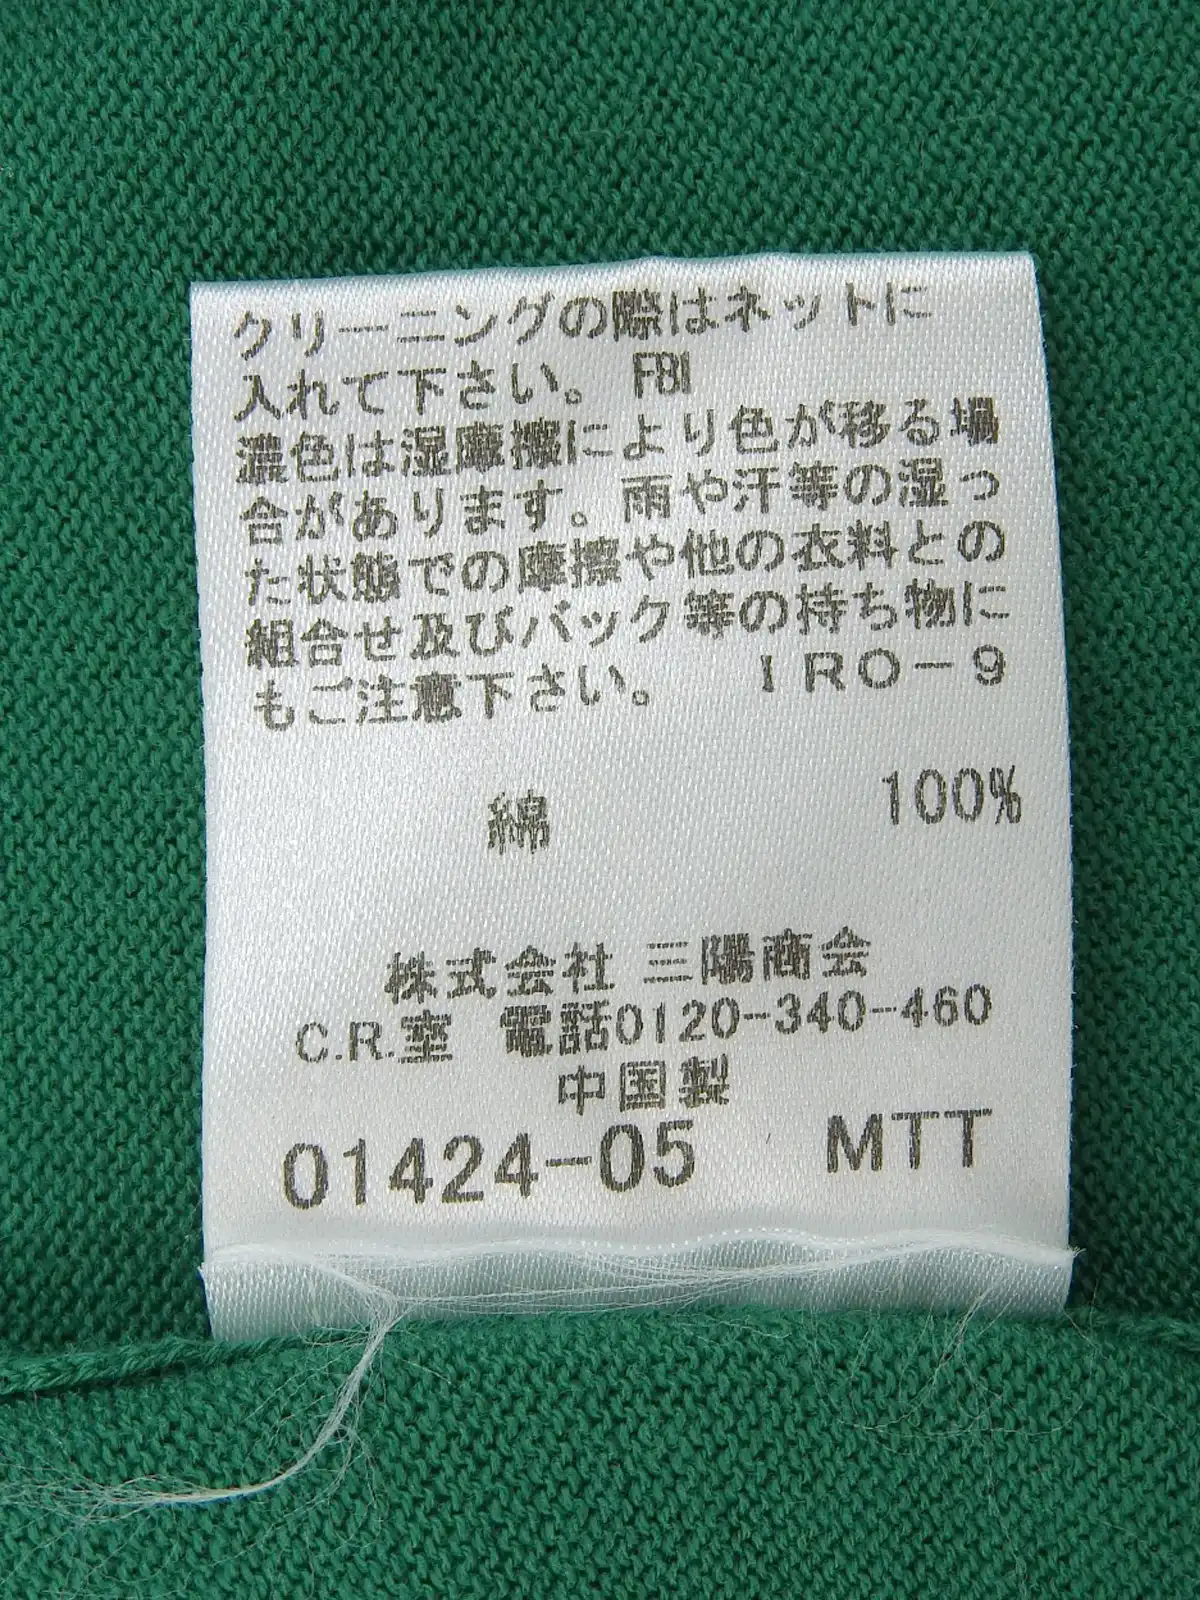 クリーニングの際はネットに
入れて下さい。 FBI
濃色は湿摩擦により色が移る場
合があります。雨や汗等の湿っ
た状態での摩擦や他の衣料との
組合せ及びバック等の持ち物に
もご注意下さい。 IRO-9
綿 100%
株式会社 三陽商会
C.R.室 電話0120-340-460
中国製
01424-05 MTT